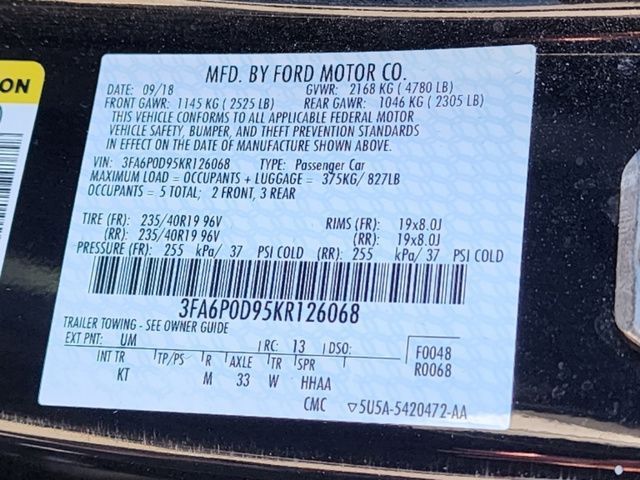 ON
MFD. BY FORD MOTOR CO.
DATE: 09/18 GVWR: 2168 KG ( 4780 LB)
FRONT GAWR: 1145 KG ( 2525 LB) REAR GAWR: 1046 KG ( 2305 LB)
THIS VEHICLE CONFORMS TO ALL APPLICABLE FEDERAL MOTOR
VEHICLE SAFETY, BUMPER, AND THEFT PREVENTION STANDARDS
IN EFFECT ON THE DATE OF MANUFACTURE SHOWN ABOVE.
VIN: 3FA6P0D95KR126068 TYPE: Passenger Car
MAXIMUM LOAD = OCCUPANTS + LUGGAGE = 375KG/ 827LB
OCCUPANTS = 5 TOTAL; 2 FRONT, 3 REAR
TIRE (FR): 235/40R19 96V RIMS (FR): 19x8.0J
(RR): 235/40R19 96V (RR): 19x8.0J
PRESSURE (FR): 255 kPa/ 37 PSI COLD (RR): 255 kPa/ 37 PSI COLD
3FA6P0D95KR126068
TRAILER TOWING - SEE OWNER GUIDE
EXT PNT: UM RC: 13 DSO: F0048
INT TR TP/PS R AXLE TR SPR R0068
KT M 33 W HHAA
CMC ▽5U5A-5420472-AA